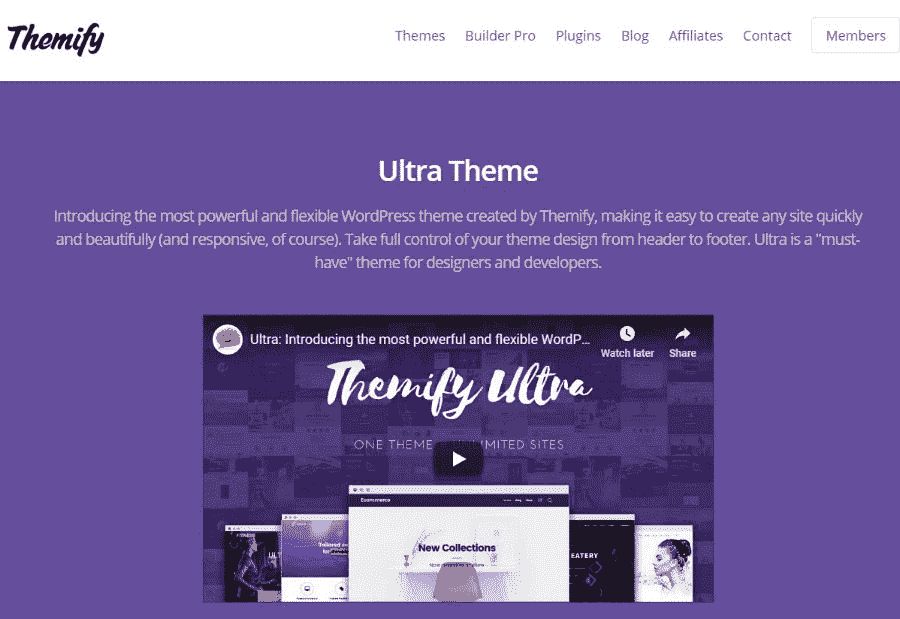 Themify
Themes Builder Pro Plugins Blog Affiliates Contact Members
Ultra Theme
Introducing the most powerful and flexible WordPress theme created by Themify, making it easy to create any site quickly
and beautifully (and responsive, of course). Take full control of your theme design from header to footer. Ultra is a "must-
have" theme for designers and developers.
Ultra: Introducing the most powerful and flexible WordP...
Watch later Share
Themify Ultra
ONE THEME IMITED SITES
Ecommerce
New Collections
EATERY